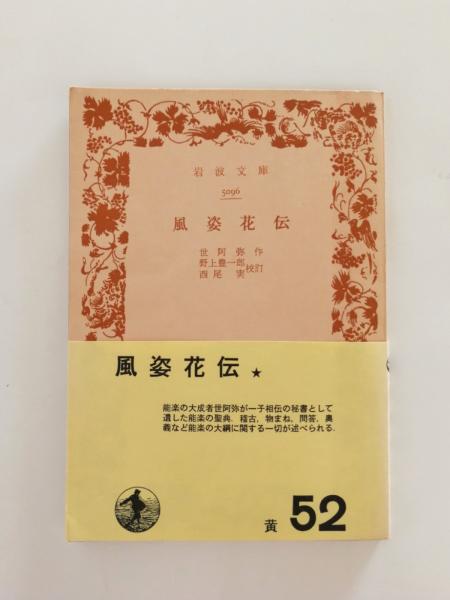 岩波文庫
5096
風姿花伝
世阿弥作
野上豊一郎
西尾実
校訂
風姿花伝★
能楽の大成者世阿弥が一子相伝の秘書として
遺した能楽の聖典．稽古，物まね，問答，奥
義など能楽の大綱に関する一切が述べられる．
黄 52